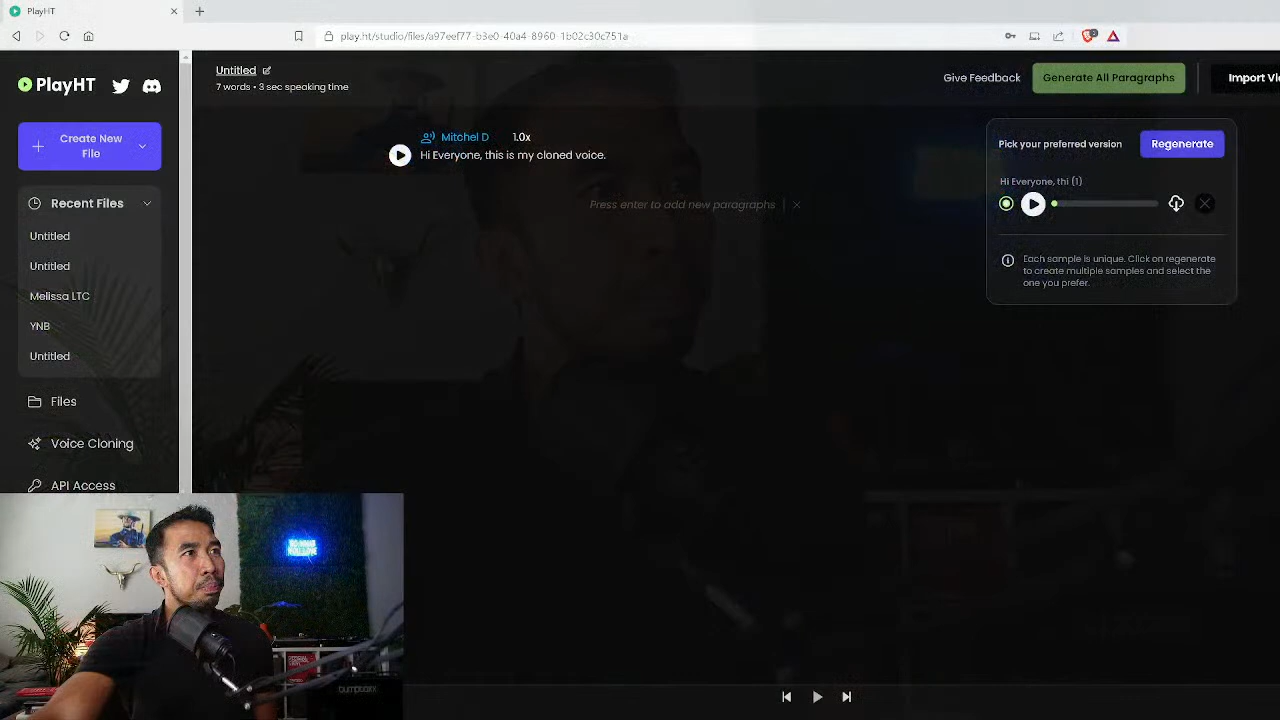 PlayHT
play.ht/studio/files/a97eef77-b3e0-40a4-8960-1b02c30c751a
PlayHT
Untitled
7 words • 3 sec speaking time
Give Feedback
Generate All Paragraphs
Import Vi
Create New
File
Recent Files
Untitled
Untitled
Melissa LTC
YNB
Untitled
Files
Voice Cloning
API Access
Mitchel D 1.0x
Hi Everyone, this is my cloned voice.
Press enter to add new paragraphs
Pick your preferred version
Regenerate
Hi Everyone, thi (1)
Each sample is unique. Click on regenerate
to create multiple samples and select the
one you prefer.
bumpboxx